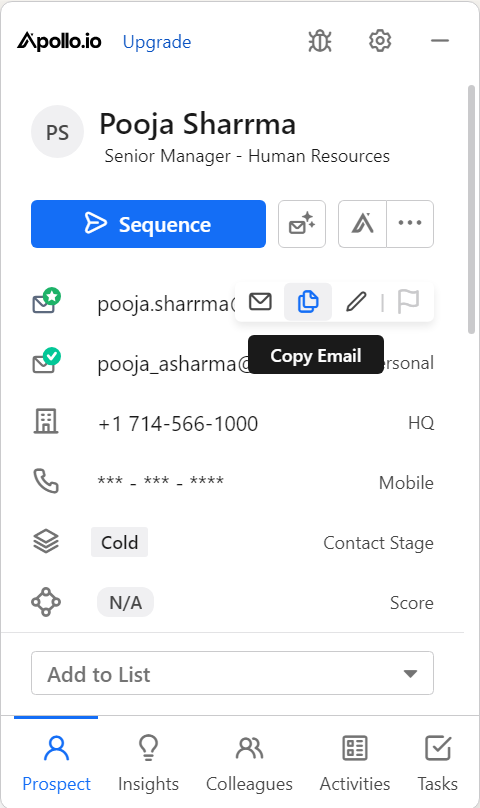 Apollo.io Upgrade
PS
Pooja Sharrma
Senior Manager - Human Resources
Sequence
pooja.sharrma@
Copy Email
pooja_asharma@ ersonal
+1 714-566-1000 HQ
*** - *** - **** Mobile
Cold Contact Stage
N/A Score
Add to List
Prospect Insights Colleagues Activities Tasks